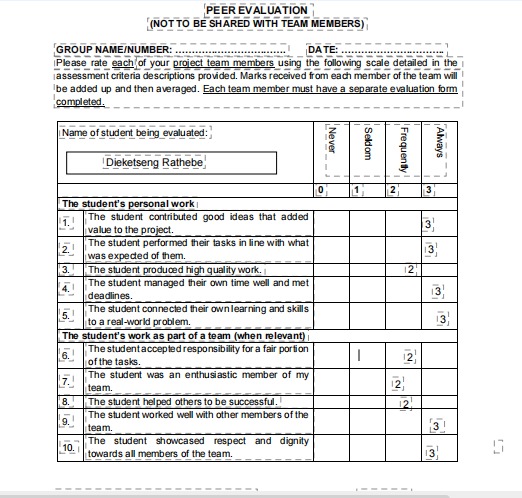 PEER EVALUATION
(NOT TO BE SHARED WITH TEAM MEMBERS)
GROUP NAME/NUMBER: ………………………………. DATE: …………………………….
Please rate each of your project team members using the following scale detailed in the
assessment criteria descriptions provided. Marks received from each member of the team will
be added up and then averaged. Each team member must have a separate evaluation form
completed.
Name of student being evaluated:
Dieketseng Rathebe
Never Seldom Frequently Always
0 1 2 3
The student's personal work
1. The student contributed good ideas that added
value to the project. 3
2. The student performed their tasks in line with what
was expected of them. 3
3. The student produced high quality work. 2
4. The student managed their own time well and met
deadlines. 3
5. The student connected their own learning and skills
to a real-world problem. 3
The student's work as part of a team (when relevant)
6. The student accepted responsibility for a fair portion
of the tasks. 2
7. The student was an enthusiastic member of my
team. 2
8. The student helped others to be successful. 2
9. The student worked well with other members of the
team. 3
10. The student showcased respect and dignity
towards all members of the team. 3